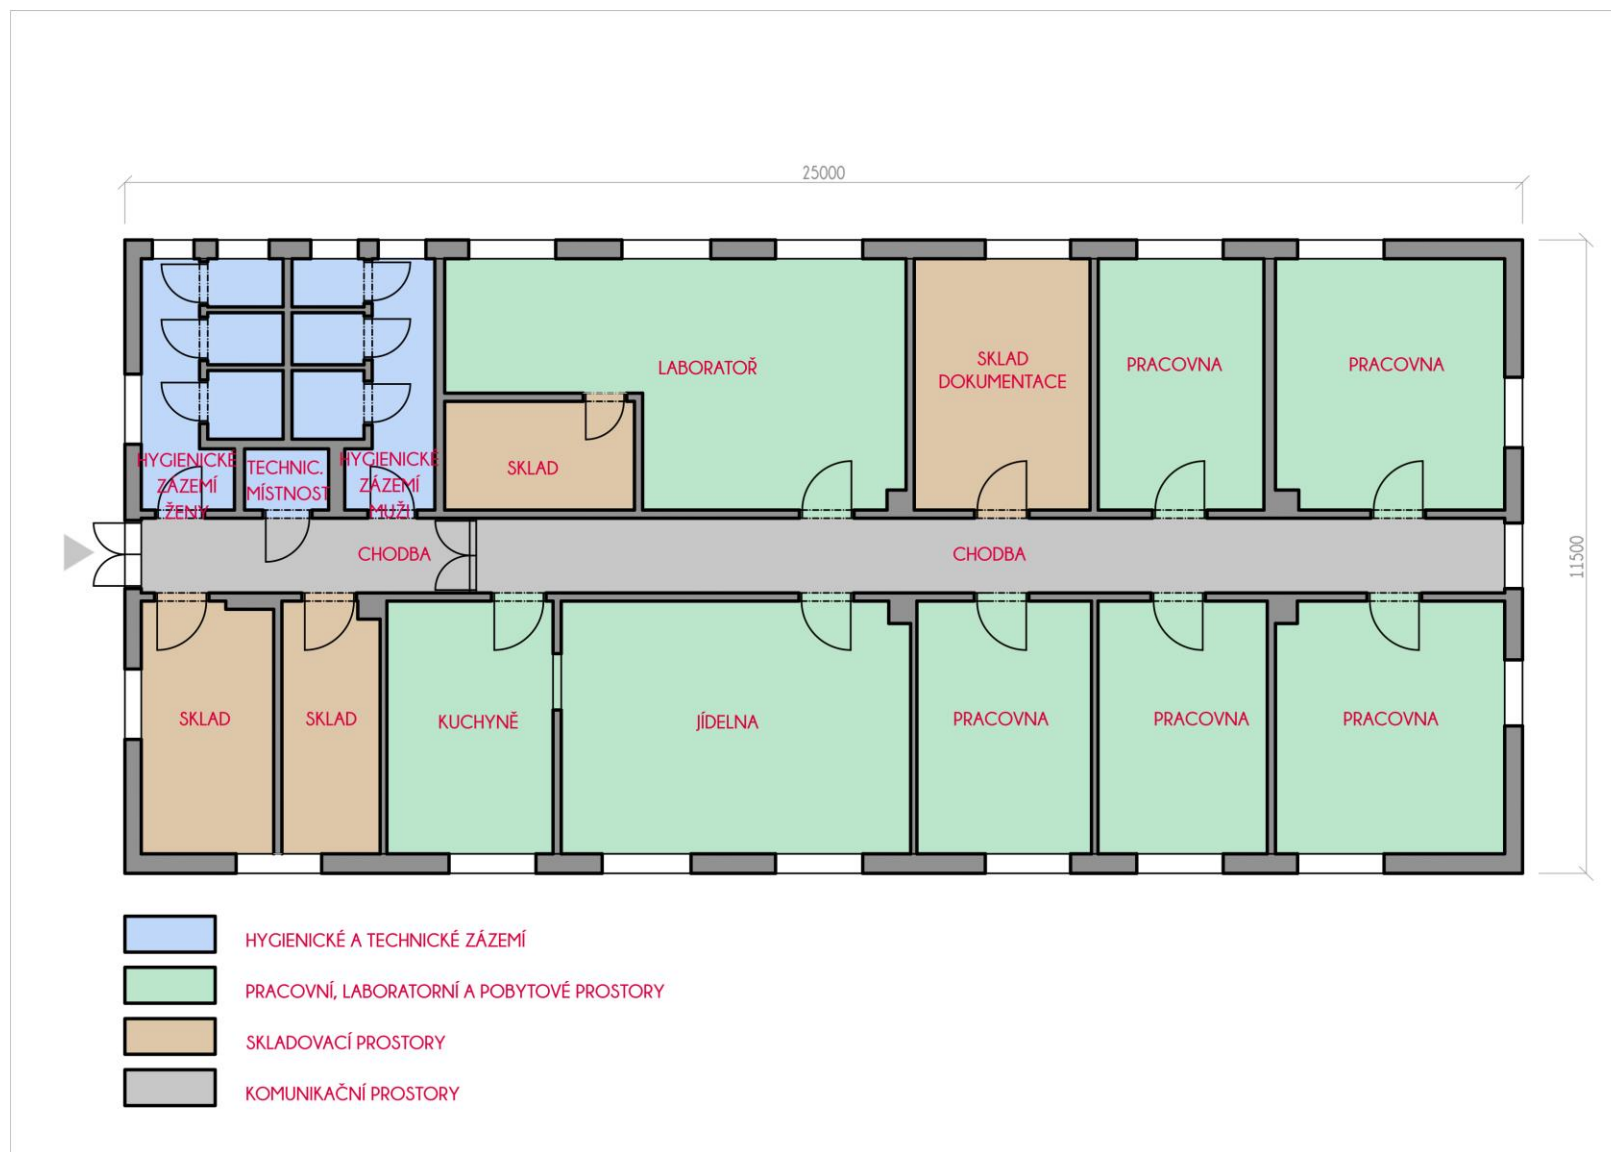 25000
LABORATOŘ
SKLAD
DOKUMENTACE
PRACOVNA
PRACOVNA
HYGIENICKÉ
ZÁZEMÍ
ŽENY
TECHNIC.
MÍSTNOST
HYGIENICKÉ
ZÁZEMÍ
MUŽI
SKLAD
CHODBA
CHODBA
11500
SKLAD
SKLAD
KUCHYNĚ
JÍDELNA
PRACOVNA
PRACOVNA
PRACOVNA
HYGIENICKÉ A TECHNICKÉ ZÁZEMÍ
PRACOVNÍ, LABORATORNÍ A POBYTOVÉ PROSTORY
SKLADOVACÍ PROSTORY
KOMUNIKAČNÍ PROSTORY